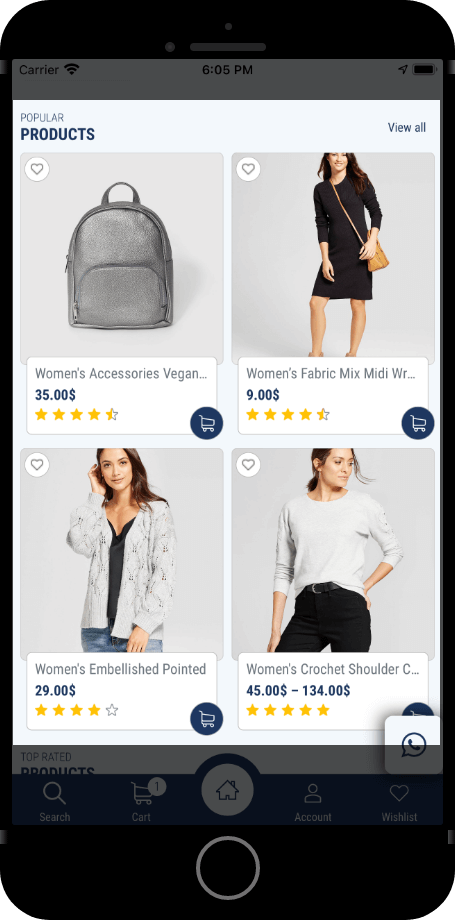 Carrier 6:05 PM
POPULAR
PRODUCTS
View all
Women's Accessories Vegan...
35.00$
Women's Fabric Mix Midi Wr...
9.00$
Women's Embellished Pointed
29.00$
Women's Crochet Shoulder C...
45.00$ – 134.00$
TOP RATED
PRODUCTS
1
Search Cart Account Wishlist